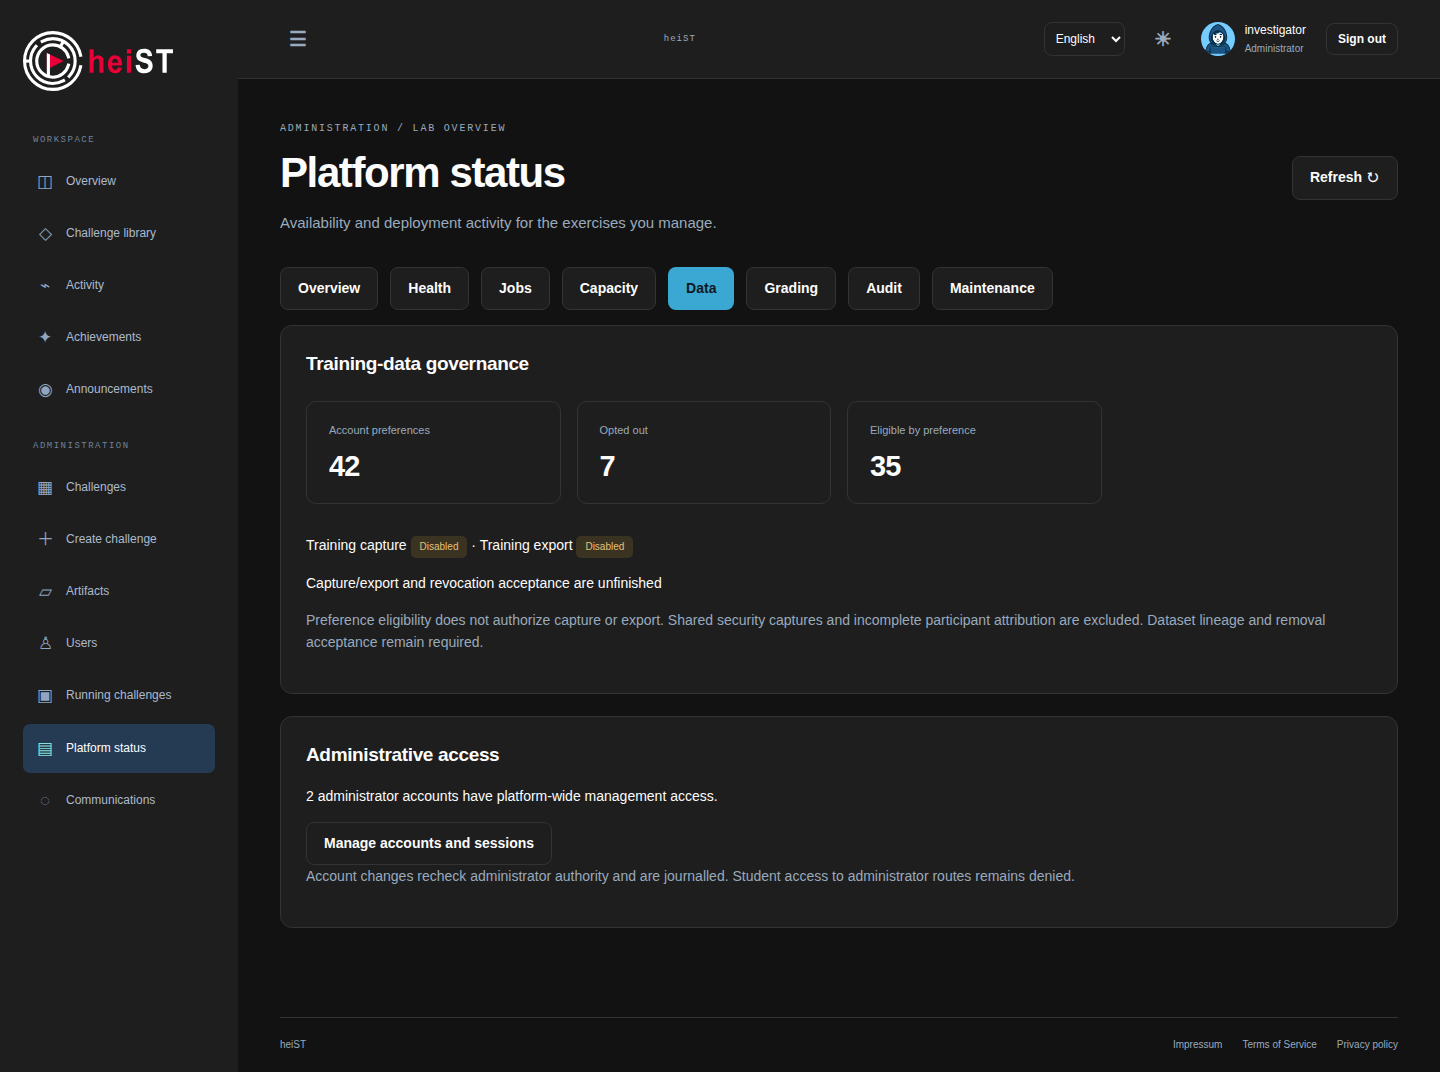 heiST
WORKSPACE
Overview
Challenge library
Activity
Achievements
Announcements
ADMINISTRATION
Challenges
Create challenge
Artifacts
Users
Running challenges
Platform status
Communications
heiST
English
investigator
Administrator
Sign out
ADMINISTRATION / LAB OVERVIEW
Platform status
Refresh ↻
Availability and deployment activity for the exercises you manage.
Overview Health Jobs Capacity Data Grading Audit Maintenance
Training-data governance
Account preferences
42
Opted out
7
Eligible by preference
35
Training capture Disabled · Training export Disabled
Capture/export and revocation acceptance are unfinished
Preference eligibility does not authorize capture or export. Shared security captures and incomplete participant attribution are excluded. Dataset lineage and removal
acceptance remain required.
Administrative access
2 administrator accounts have platform-wide management access.
Manage accounts and sessions
Account changes recheck administrator authority and are journalled. Student access to administrator routes remains denied.
heiST
Impressum Terms of Service Privacy policy